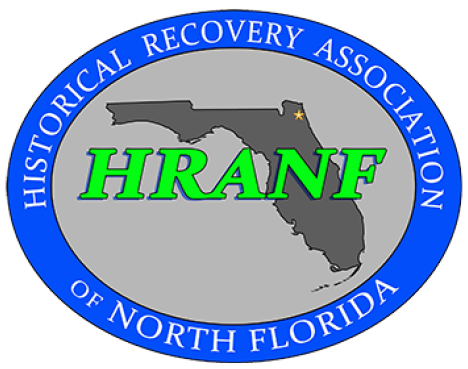 HISTORICAL RECOVERY ASSOCIATION
HRANF
OF NORTH FLORIDA